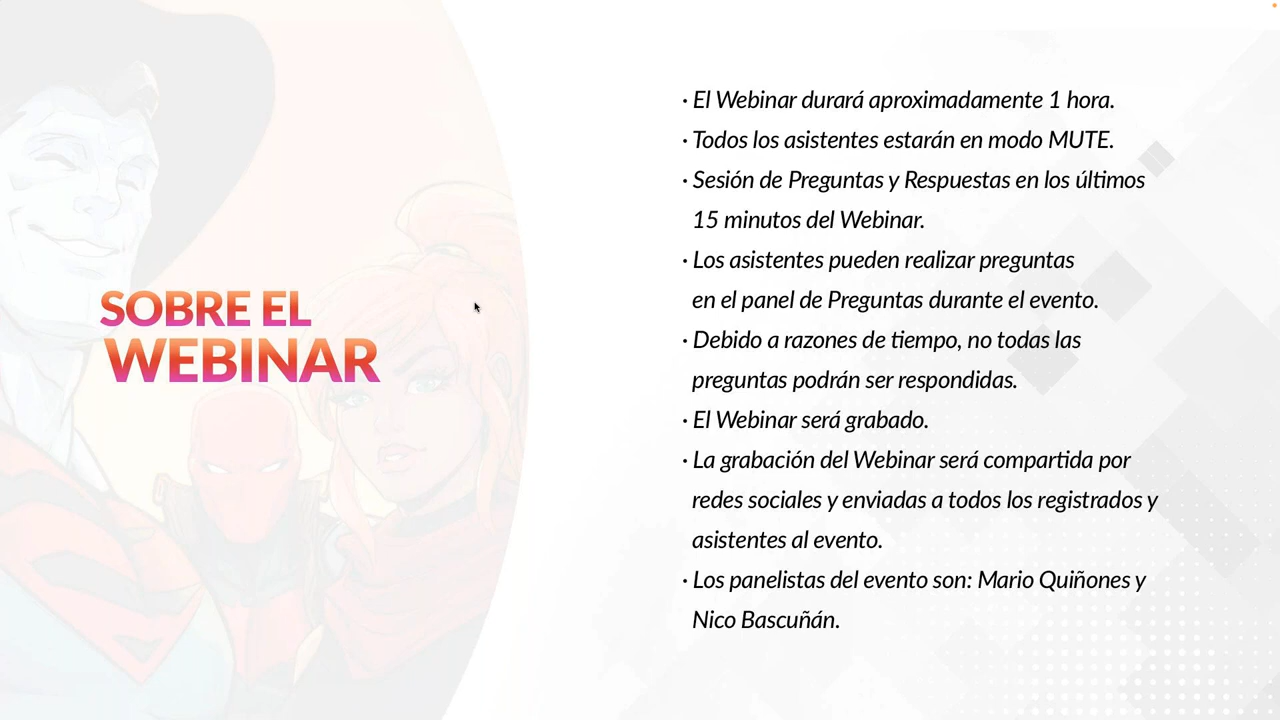 SOBRE EL
WEBINAR
· El Webinar durará aproximadamente 1 hora.
· Todos los asistentes estarán en modo MUTE.
· Sesión de Preguntas y Respuestas en los últimos
15 minutos del Webinar.
· Los asistentes pueden realizar preguntas
en el panel de Preguntas durante el evento.
· Debido a razones de tiempo, no todas las
preguntas podrán ser respondidas.
· El Webinar será grabado.
· La grabación del Webinar será compartida por
redes sociales y enviadas a todos los registrados y
asistentes al evento.
· Los panelistas del evento son: Mario Quiñones y
Nico Bascuñán.